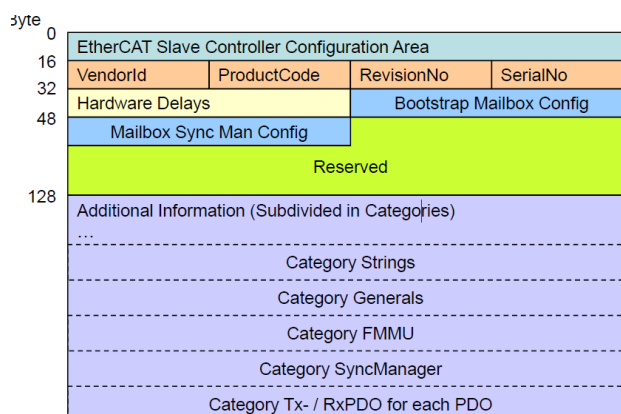 Byte
0
EtherCAT Slave Controller Configuration Area
16
VendorId ProductCode RevisionNo SerialNo
32
Hardware Delays Bootstrap Mailbox Config
48
Mailbox Sync Man Config
Reserved
128
Additional Information (Subdivided in Categories)
...
Category Strings
Category Generals
Category FMMU
Category SyncManager
Category Tx- / RxPDO for each PDO